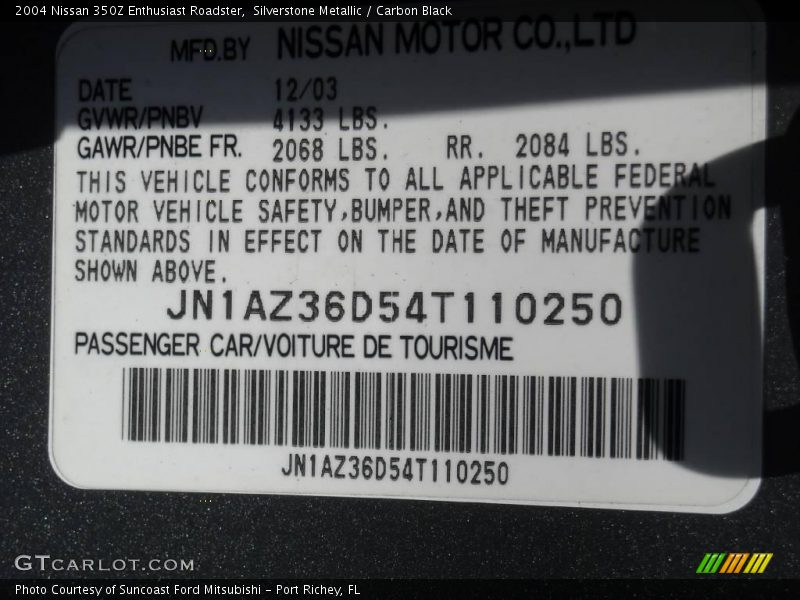 2004 Nissan 350Z Enthusiast Roadster,  Silverstone Metallic / Carbon Black
MFD.BY NISSAN MOTOR CO.,LTD
DATE 12/03
GVWR/PNBV 4133 LBS.
GAWR/PNBE FR. 2068 LBS. RR. 2084 LBS.
THIS VEHICLE CONFORMS TO ALL APPLICABLE FEDERAL
MOTOR VEHICLE SAFETY,BUMPER,AND THEFT PREVENTION
STANDARDS IN EFFECT ON THE DATE OF MANUFACTURE
SHOWN ABOVE.
JN1AZ36D54T110250
PASSENGER CAR/VOITURE DE TOURISME
JN1AZ36D54T110250
GTCARLOT.COM
Photo Courtesy of Suncoast Ford Mitsubishi - Port Richey, FL